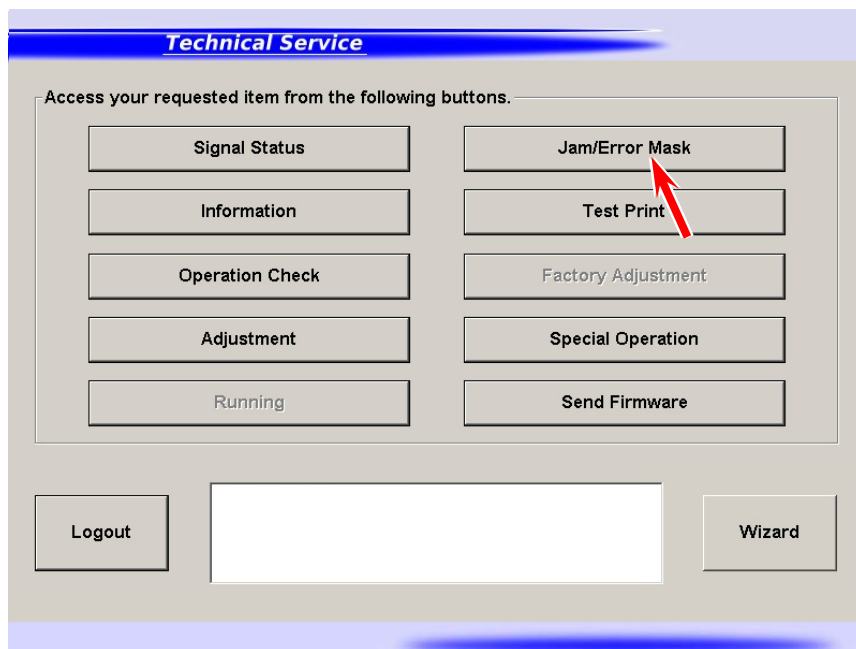 Technical Service
Access your requested item from the following buttons.
Signal Status
Jam/Error Mask
Information
Test Print
Operation Check
Factory Adjustment
Adjustment
Special Operation
Running
Send Firmware
Logout
Wizard